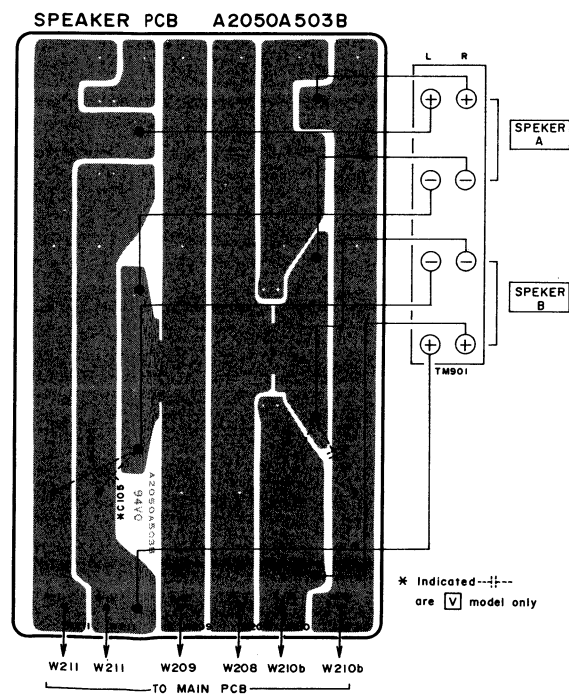 SPEAKER PCB A2050A503B
L R
SPEKER
A
SPEKER
B
TM901
*C105
94V0
A2050A503B
* Indicated
are V model only
W211 W211 W209 W208 W210b W210b
TO MAIN PCB